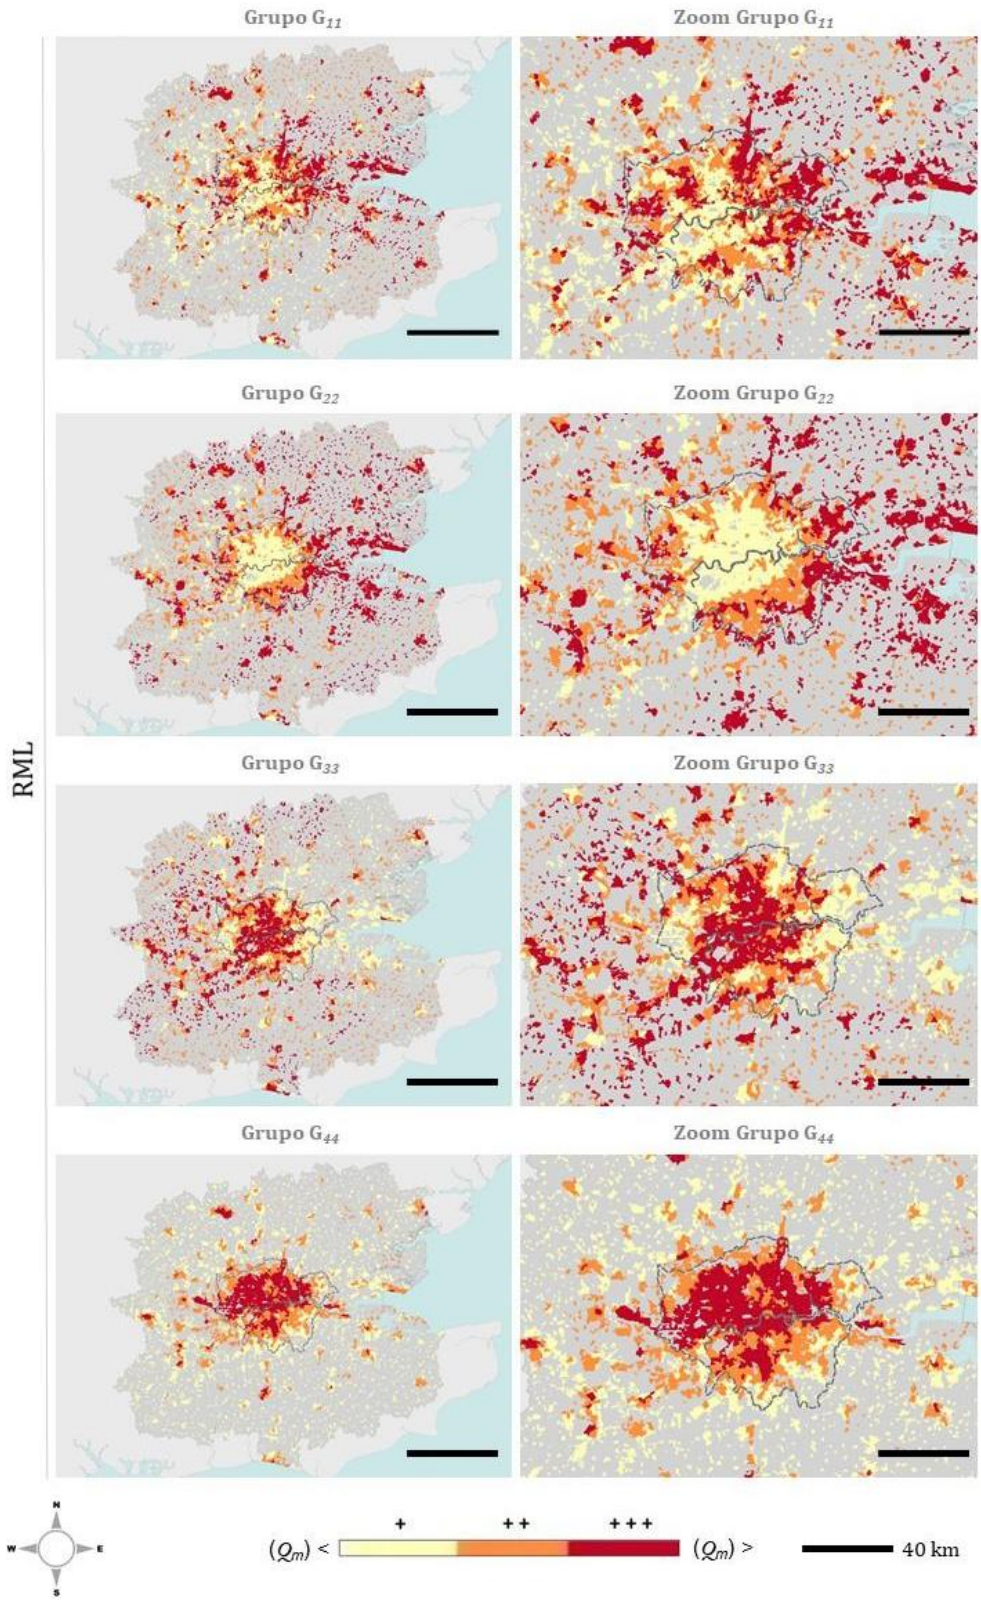 Grupo G11
Zoom Grupo G11
Grupo G22
Zoom Grupo G22
Grupo G33
Zoom Grupo G33
RML
Grupo G44
Zoom Grupo G44
N
W E
S
+ ++ +++
(Qm) < (Qm) > 40 km